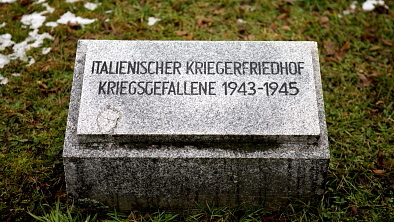 ITALIENISCHER KRIEGERFRIEDHOF
KRIEGSGEFALLENE 1943-1945